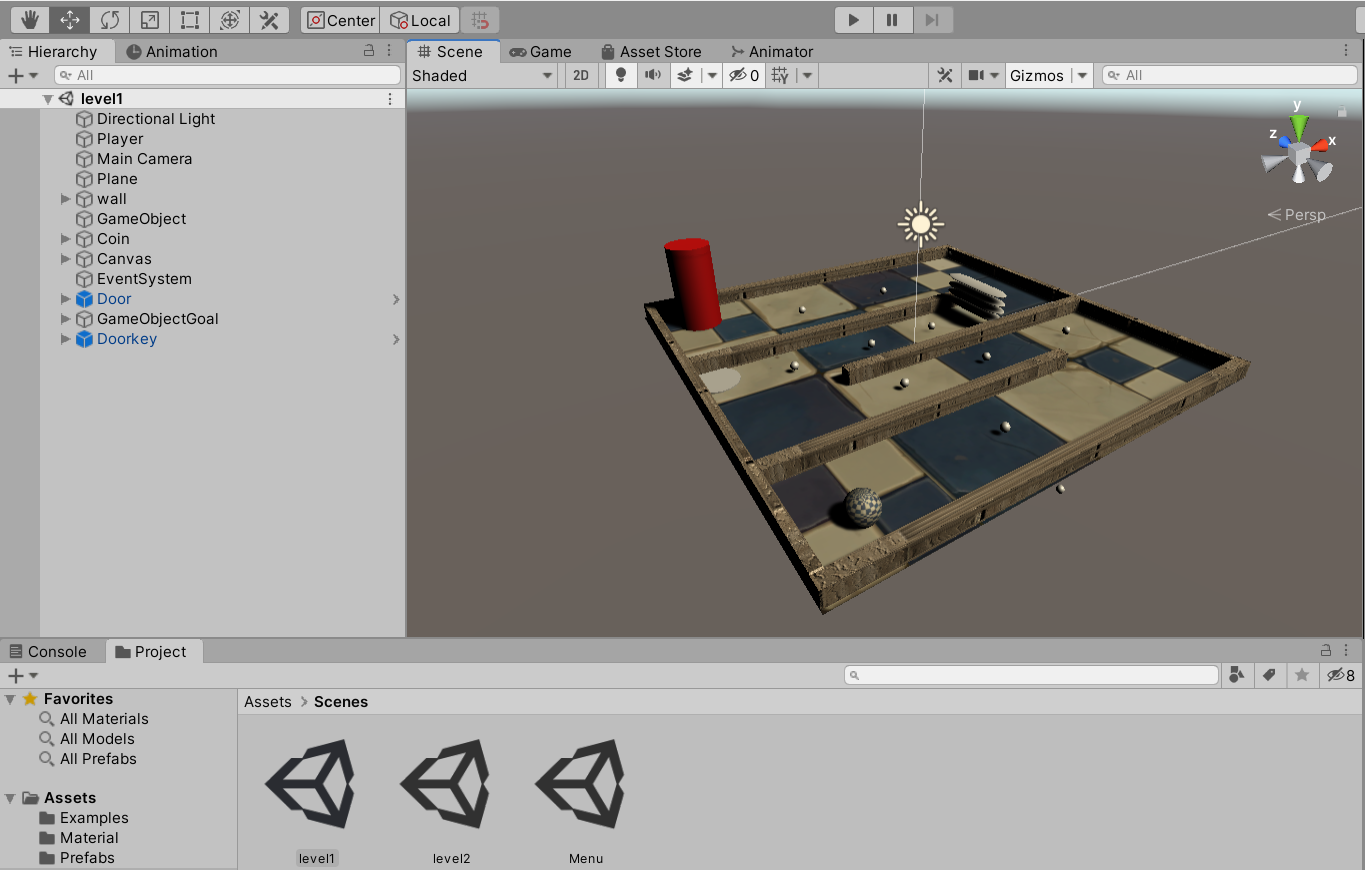 Center Local
Hierarchy Animation
All
level1
Directional Light
Player
Main Camera
Plane
wall
GameObject
Coin
Canvas
EventSystem
Door
GameObjectGoal
Doorkey
Scene Game Asset Store Animator
Shaded 2D 0 Gizmos All
y
z x
Persp
Console Project
8
Favorites
All Materials
All Models
All Prefabs
Assets
Examples
Material
Prefabs
Assets > Scenes
level1 level2 Menu